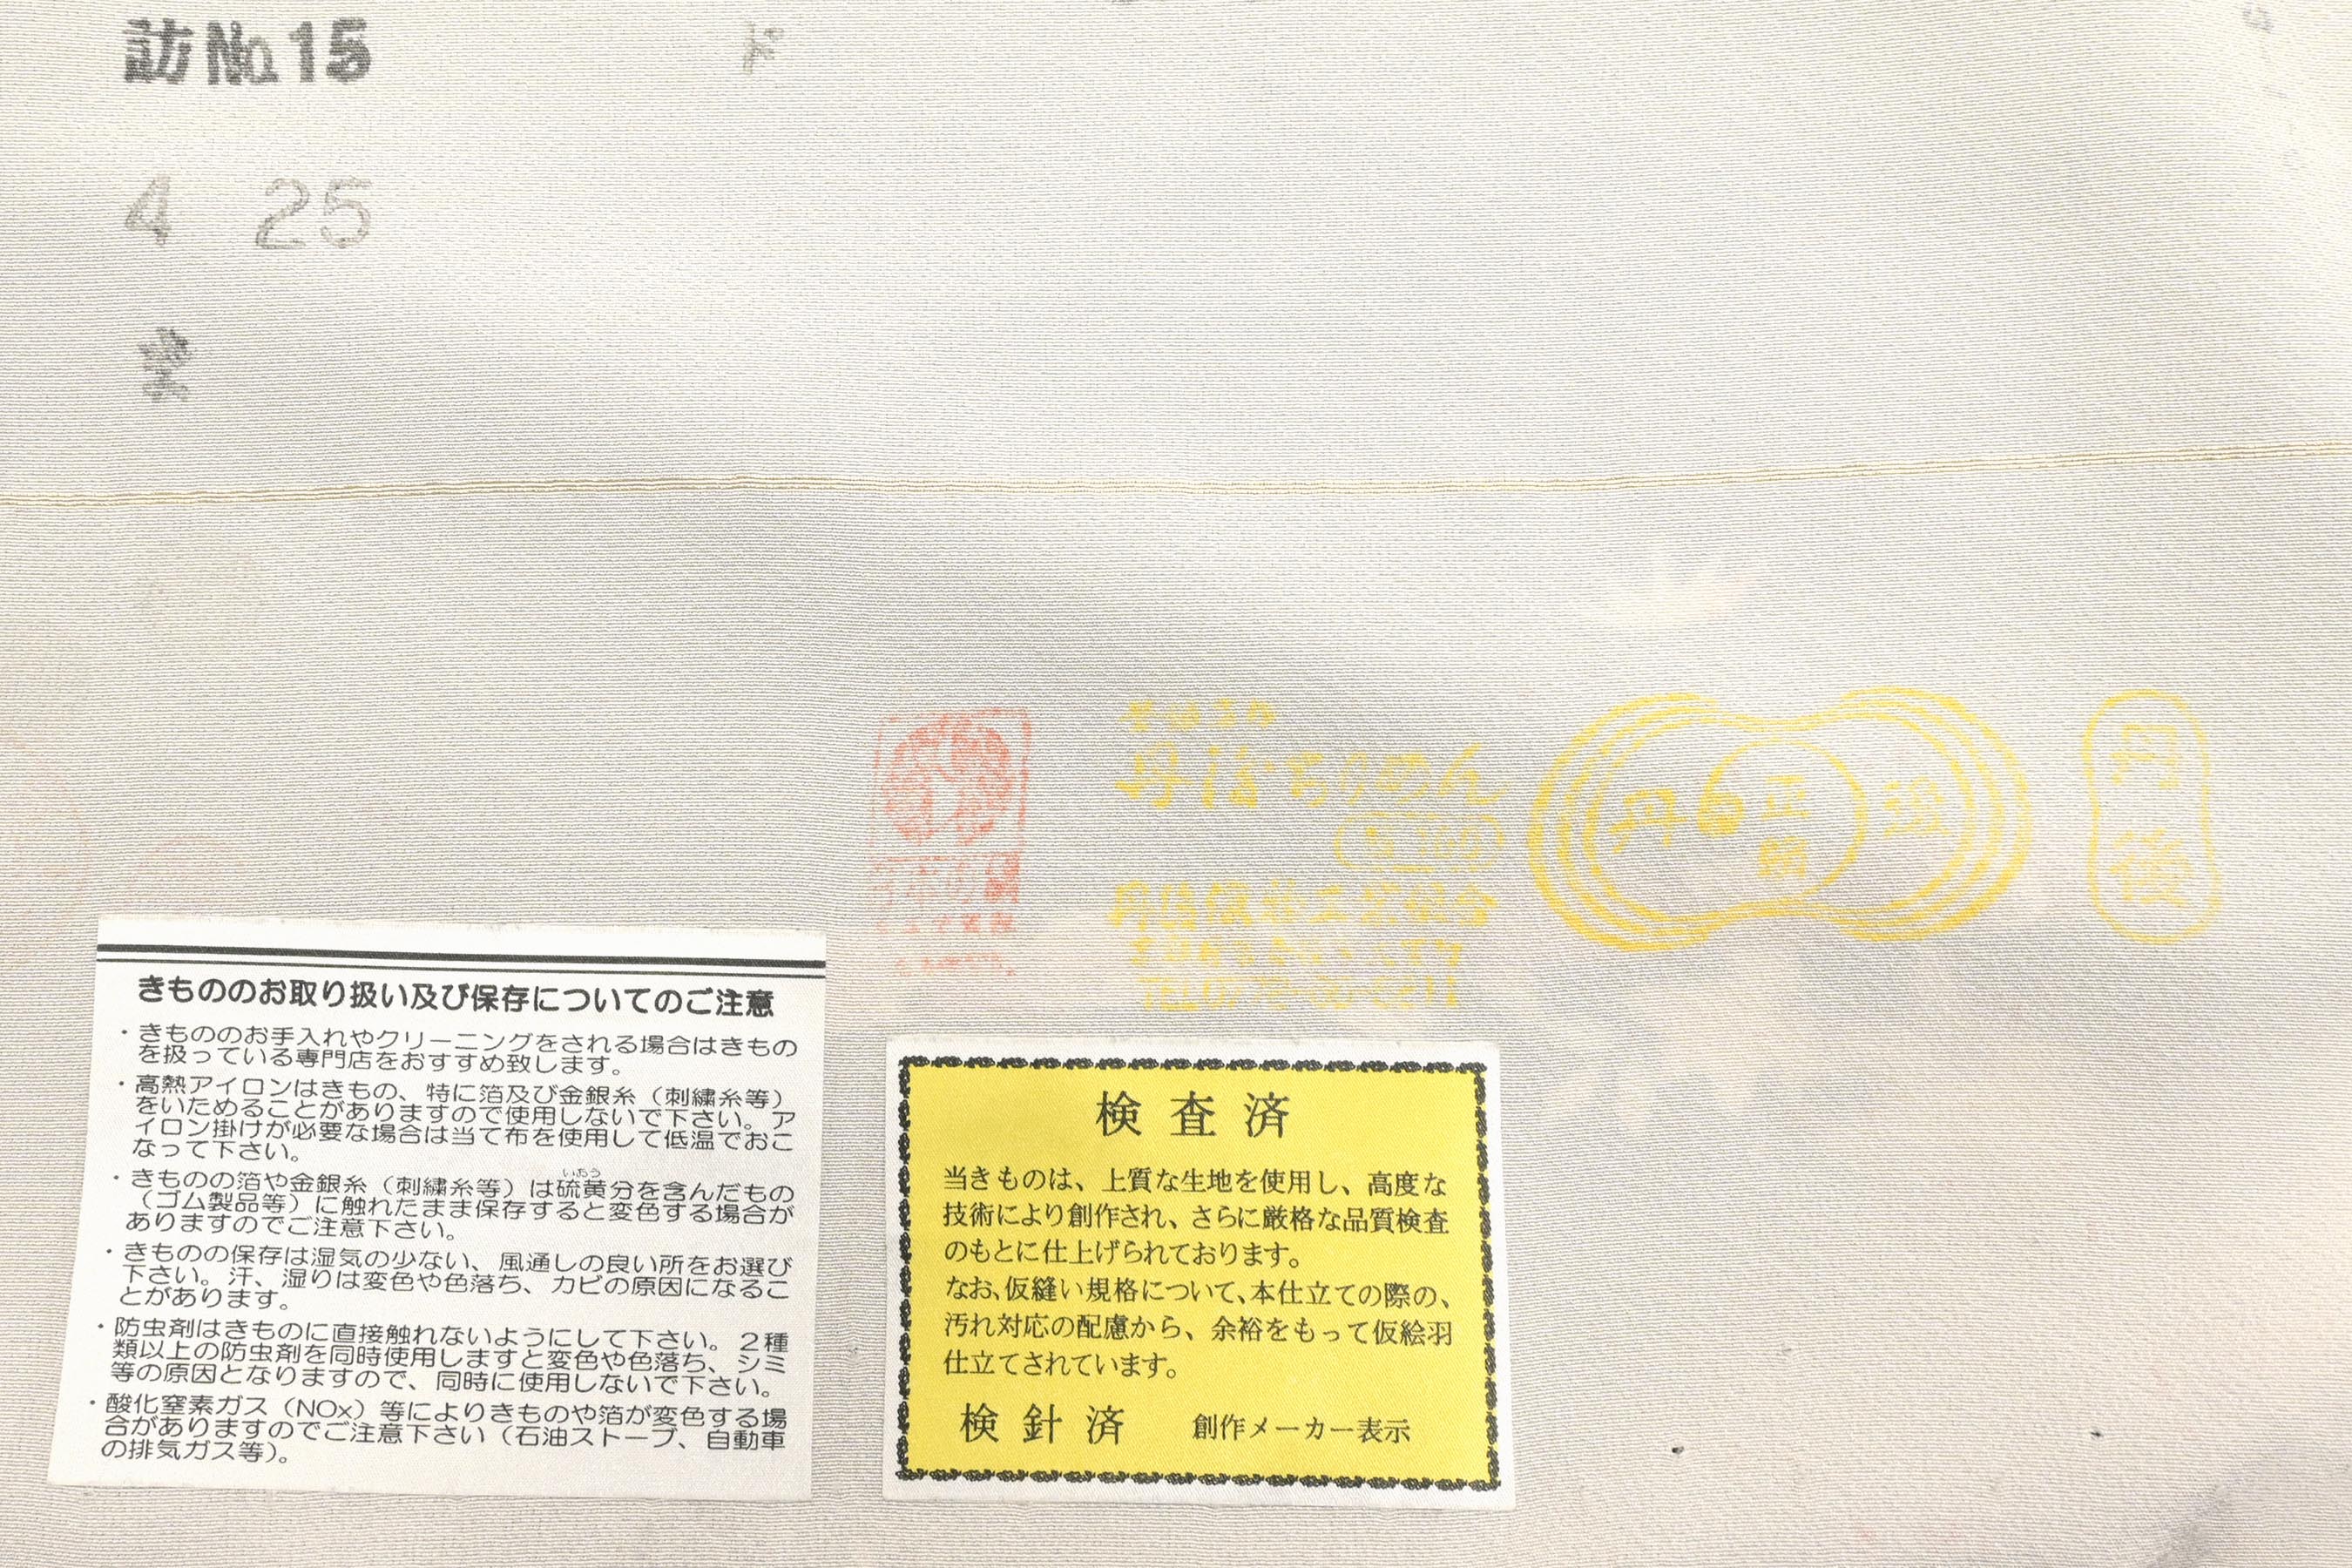 訪No.15
4 25
丹後ちりめん
丹後織物工業組合
丹 後
丹後
きもののお取り扱い及び保存についてのご注意
・きもののお手入れやクリーニングをされる場合はきもの
を扱っている専門店をおすすめ致します。
・高熱アイロンはきもの、特に箔及び金銀糸（刺繍糸等）
をいためることがありますので使用しないで下さい。ア
イロン掛けが必要な場合は当て布を使用して低温でおこ
なって下さい。
いおう
・きものの箔や金銀糸（刺繍糸等）は硫黄分を含んだもの
（ゴム製品等）に触れたまま保存すると変色する場合が
ありますのでご注意下さい。
・きものの保存は湿気の少ない、風通しの良い所をお選び
下さい。汗、湿りは変色や色落ち、カビの原因になるこ
とがあります。
・防虫剤はきものに直接触れないようにして下さい。２種
類以上の防虫剤を同時使用しますと変色や色落ち、シミ
等の原因となりますので、同時に使用しないで下さい。
・酸化窒素ガス（NOx）等によりきものや箔が変色する場
合がありますのでご注意下さい（石油ストーブ、自動車
の排気ガス等）。
検査済
当きものは、上質な生地を使用し、高度な
技術により創作され、さらに厳格な品質検査
のもとに仕上げられております。
なお、仮縫い規格について、本仕立ての際の、
汚れ対応の配慮から、余裕をもって仮絵羽
仕立てされています。
検針済 創作メーカー表示